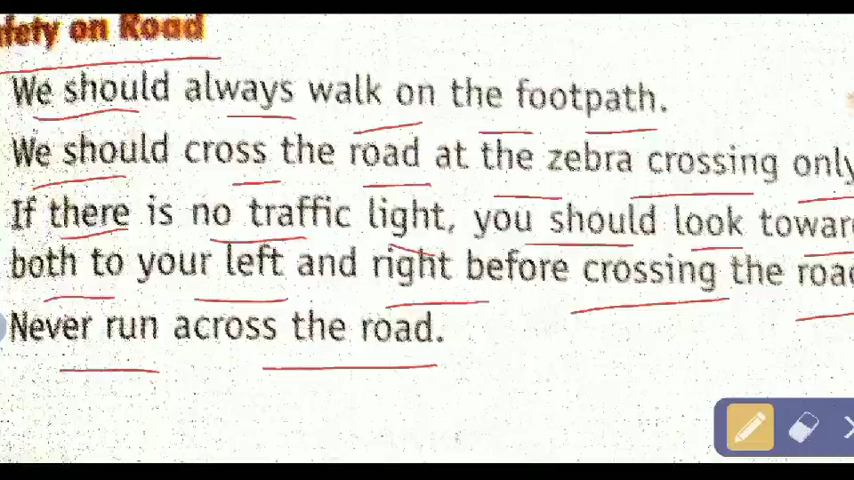 fety on Road
We should always walk on the footpath.
We should cross the road at the zebra crossing only
If there is no traffic light, you should look towar
both to your left and right before crossing the roa
Never run across the road.